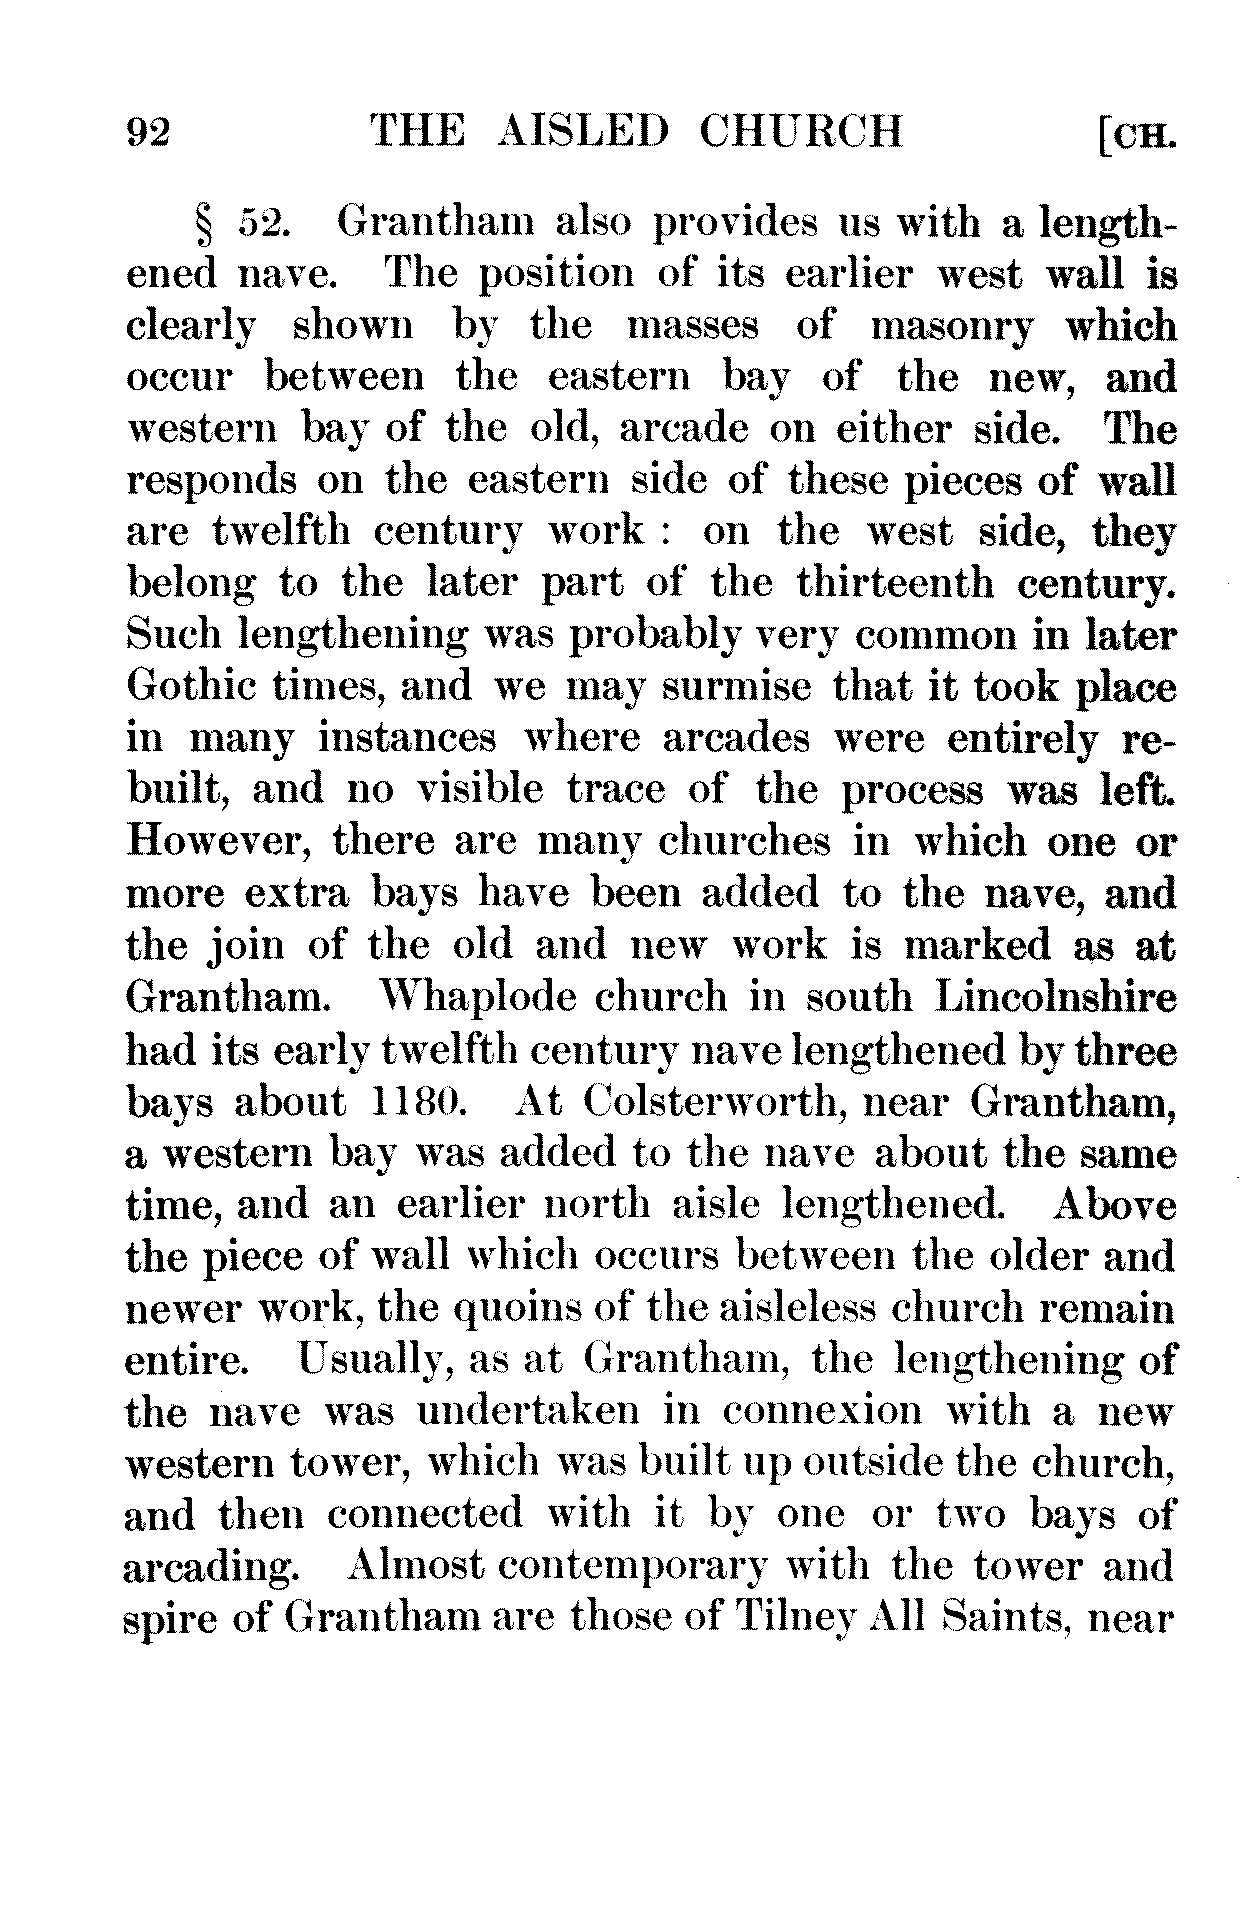 92 THE AISLED CHURCH [CH.
§ 52. Grantham also provides us with a length-
ened nave. The position of its earlier west wall is
clearly shown by the masses of masonry which
occur between the eastern bay of the new, and
western bay of the old, arcade on either side. The
responds on the eastern side of these pieces of wall
are twelfth century work : on the west side, they
belong to the later part of the thirteenth century.
Such lengthening was probably very common in later
Gothic times, and we may surmise that it took place
in many instances where arcades were entirely re-
built, and no visible trace of the process was left.
However, there are many churches in which one or
more extra bays have been added to the nave, and
the join of the old and new work is marked as at
Grantham. Whaplode church in south Lincolnshire
had its early twelfth century nave lengthened by three
bays about 1180. At Colsterworth, near Grantham,
a western bay was added to the nave about the same
time, and an earlier north aisle lengthened. Above
the piece of wall which occurs between the older and
newer work, the quoins of the aisleless church remain
entire. Usually, as at Grantham, the lengthening of
the nave was undertaken in connexion with a new
western tower, which was built up outside the church,
and then connected with it by one or two bays of
arcading. Almost contemporary with the tower and
spire of Grantham are those of Tilney All Saints, near